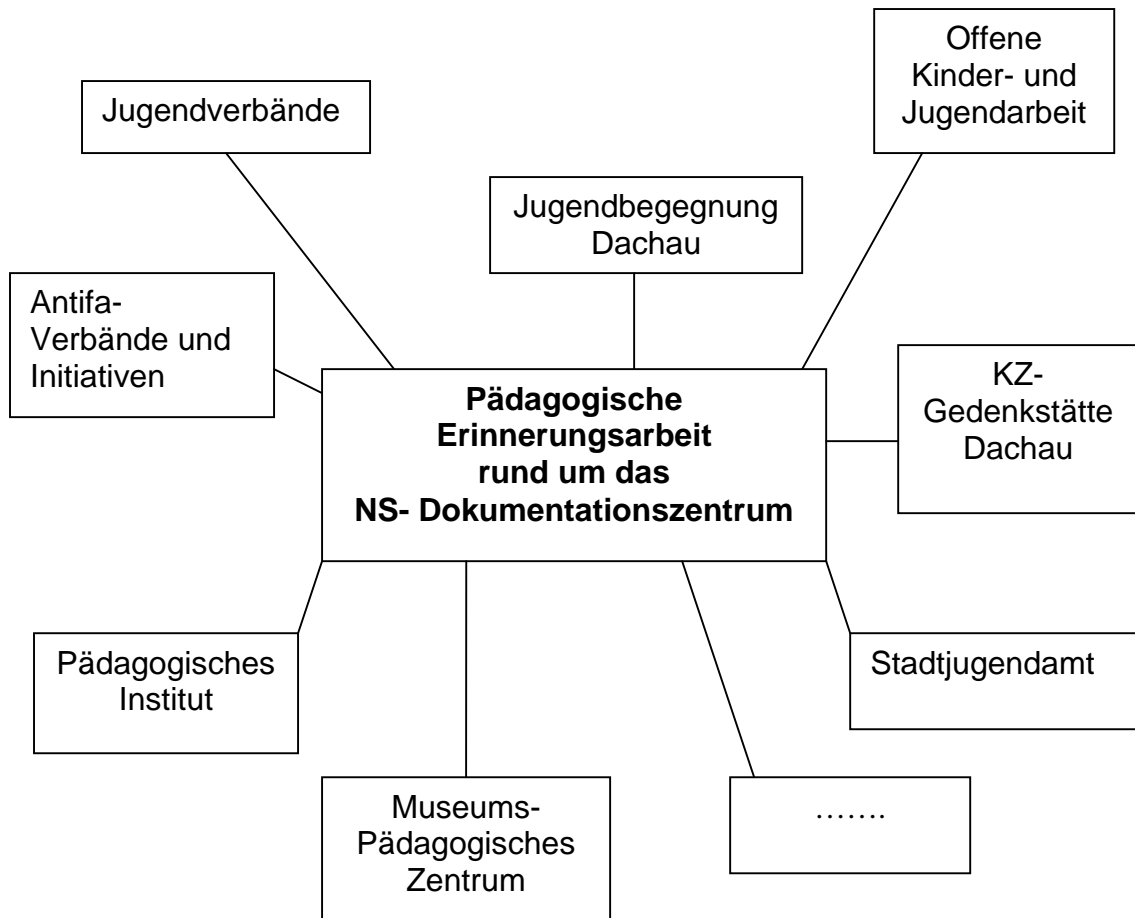 Offene
Kinder- und
Jugendarbeit
Jugendverbände
Jugendbegegnung
Dachau
Antifa-
Verbände und
Initiativen
KZ-
Gedenkstätte
Dachau
Pädagogische
Erinnerungsarbeit
rund um das
NS- Dokumentationszentrum
Pädagogisches
Institut
Stadtjugendamt
Museums-
Pädagogisches
Zentrum
…….